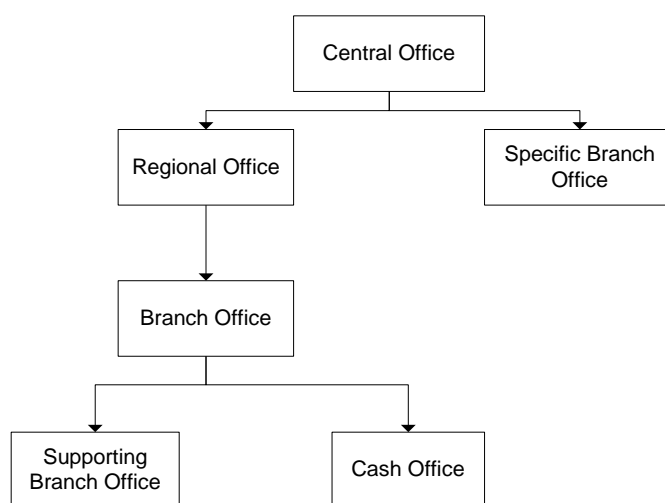 Central Office
Regional Office
Specific Branch
Office
Branch Office
Supporting
Branch Office
Cash Office